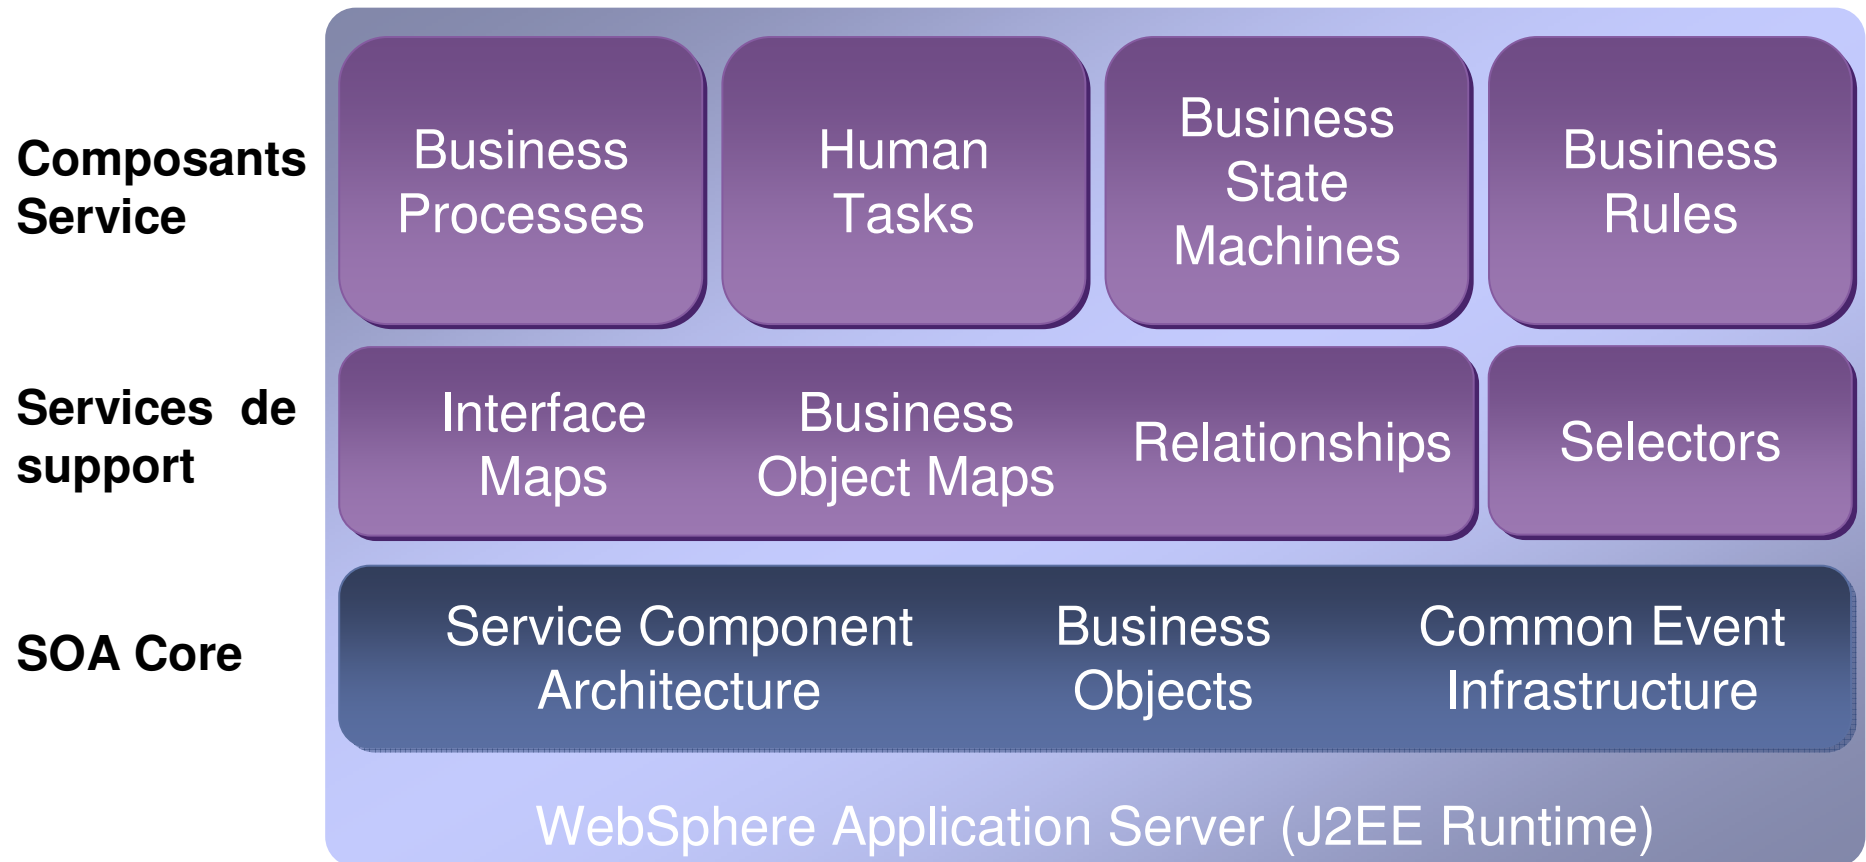 Composants
Service
Business
Processes
Human
Tasks
Business
State
Machines
Business
Rules
Services de
support
Interface
Maps
Business
Object Maps
Relationships
Selectors
SOA Core
Service Component
Architecture
Business
Objects
Common Event
Infrastructure
WebSphere Application Server (J2EE Runtime)